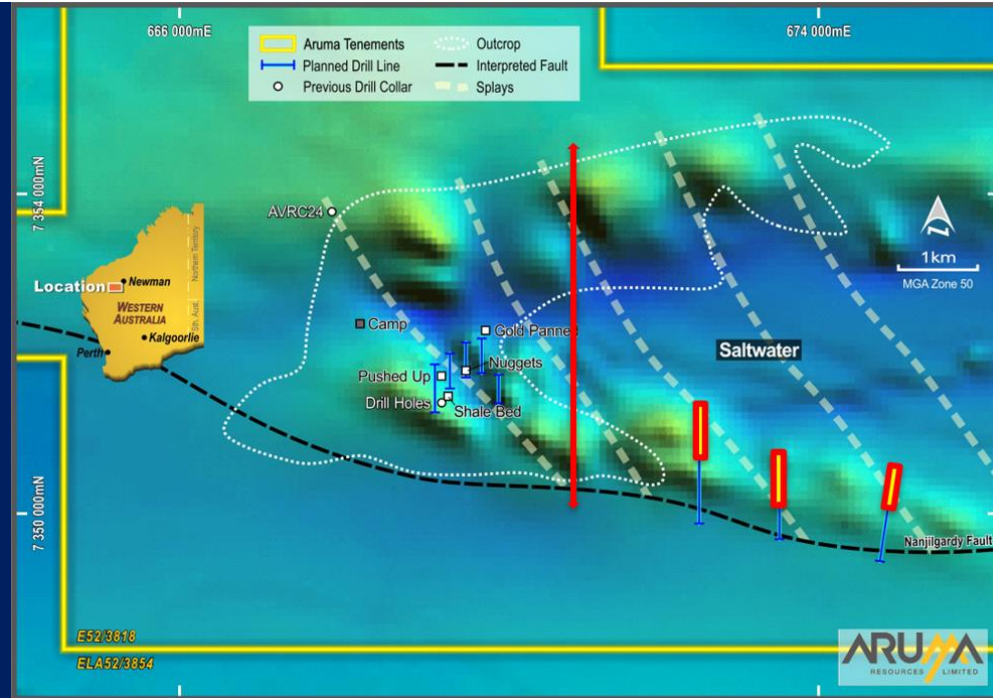 666 000mE
674 000mE
Aruma Tenements
Planned Drill Line
Previous Drill Collar
Outcrop
Interpreted Fault
Splays
7 354 000mN
AVRC24
N
1km
MGA Zone 50
Location
Newman
WESTERN
AUSTRALIA
Kalgoorlie
Perth
Northern Territory
Sth. Aust.
Camp
Gold Panned
Saltwater
Nuggets
Pushed Up
Drill Holes
Shale Bed
7 350 000mN
Nanjilgardy Fault
E52/3818
ELA52/3854
ARUMA
RESOURCES LIMITED